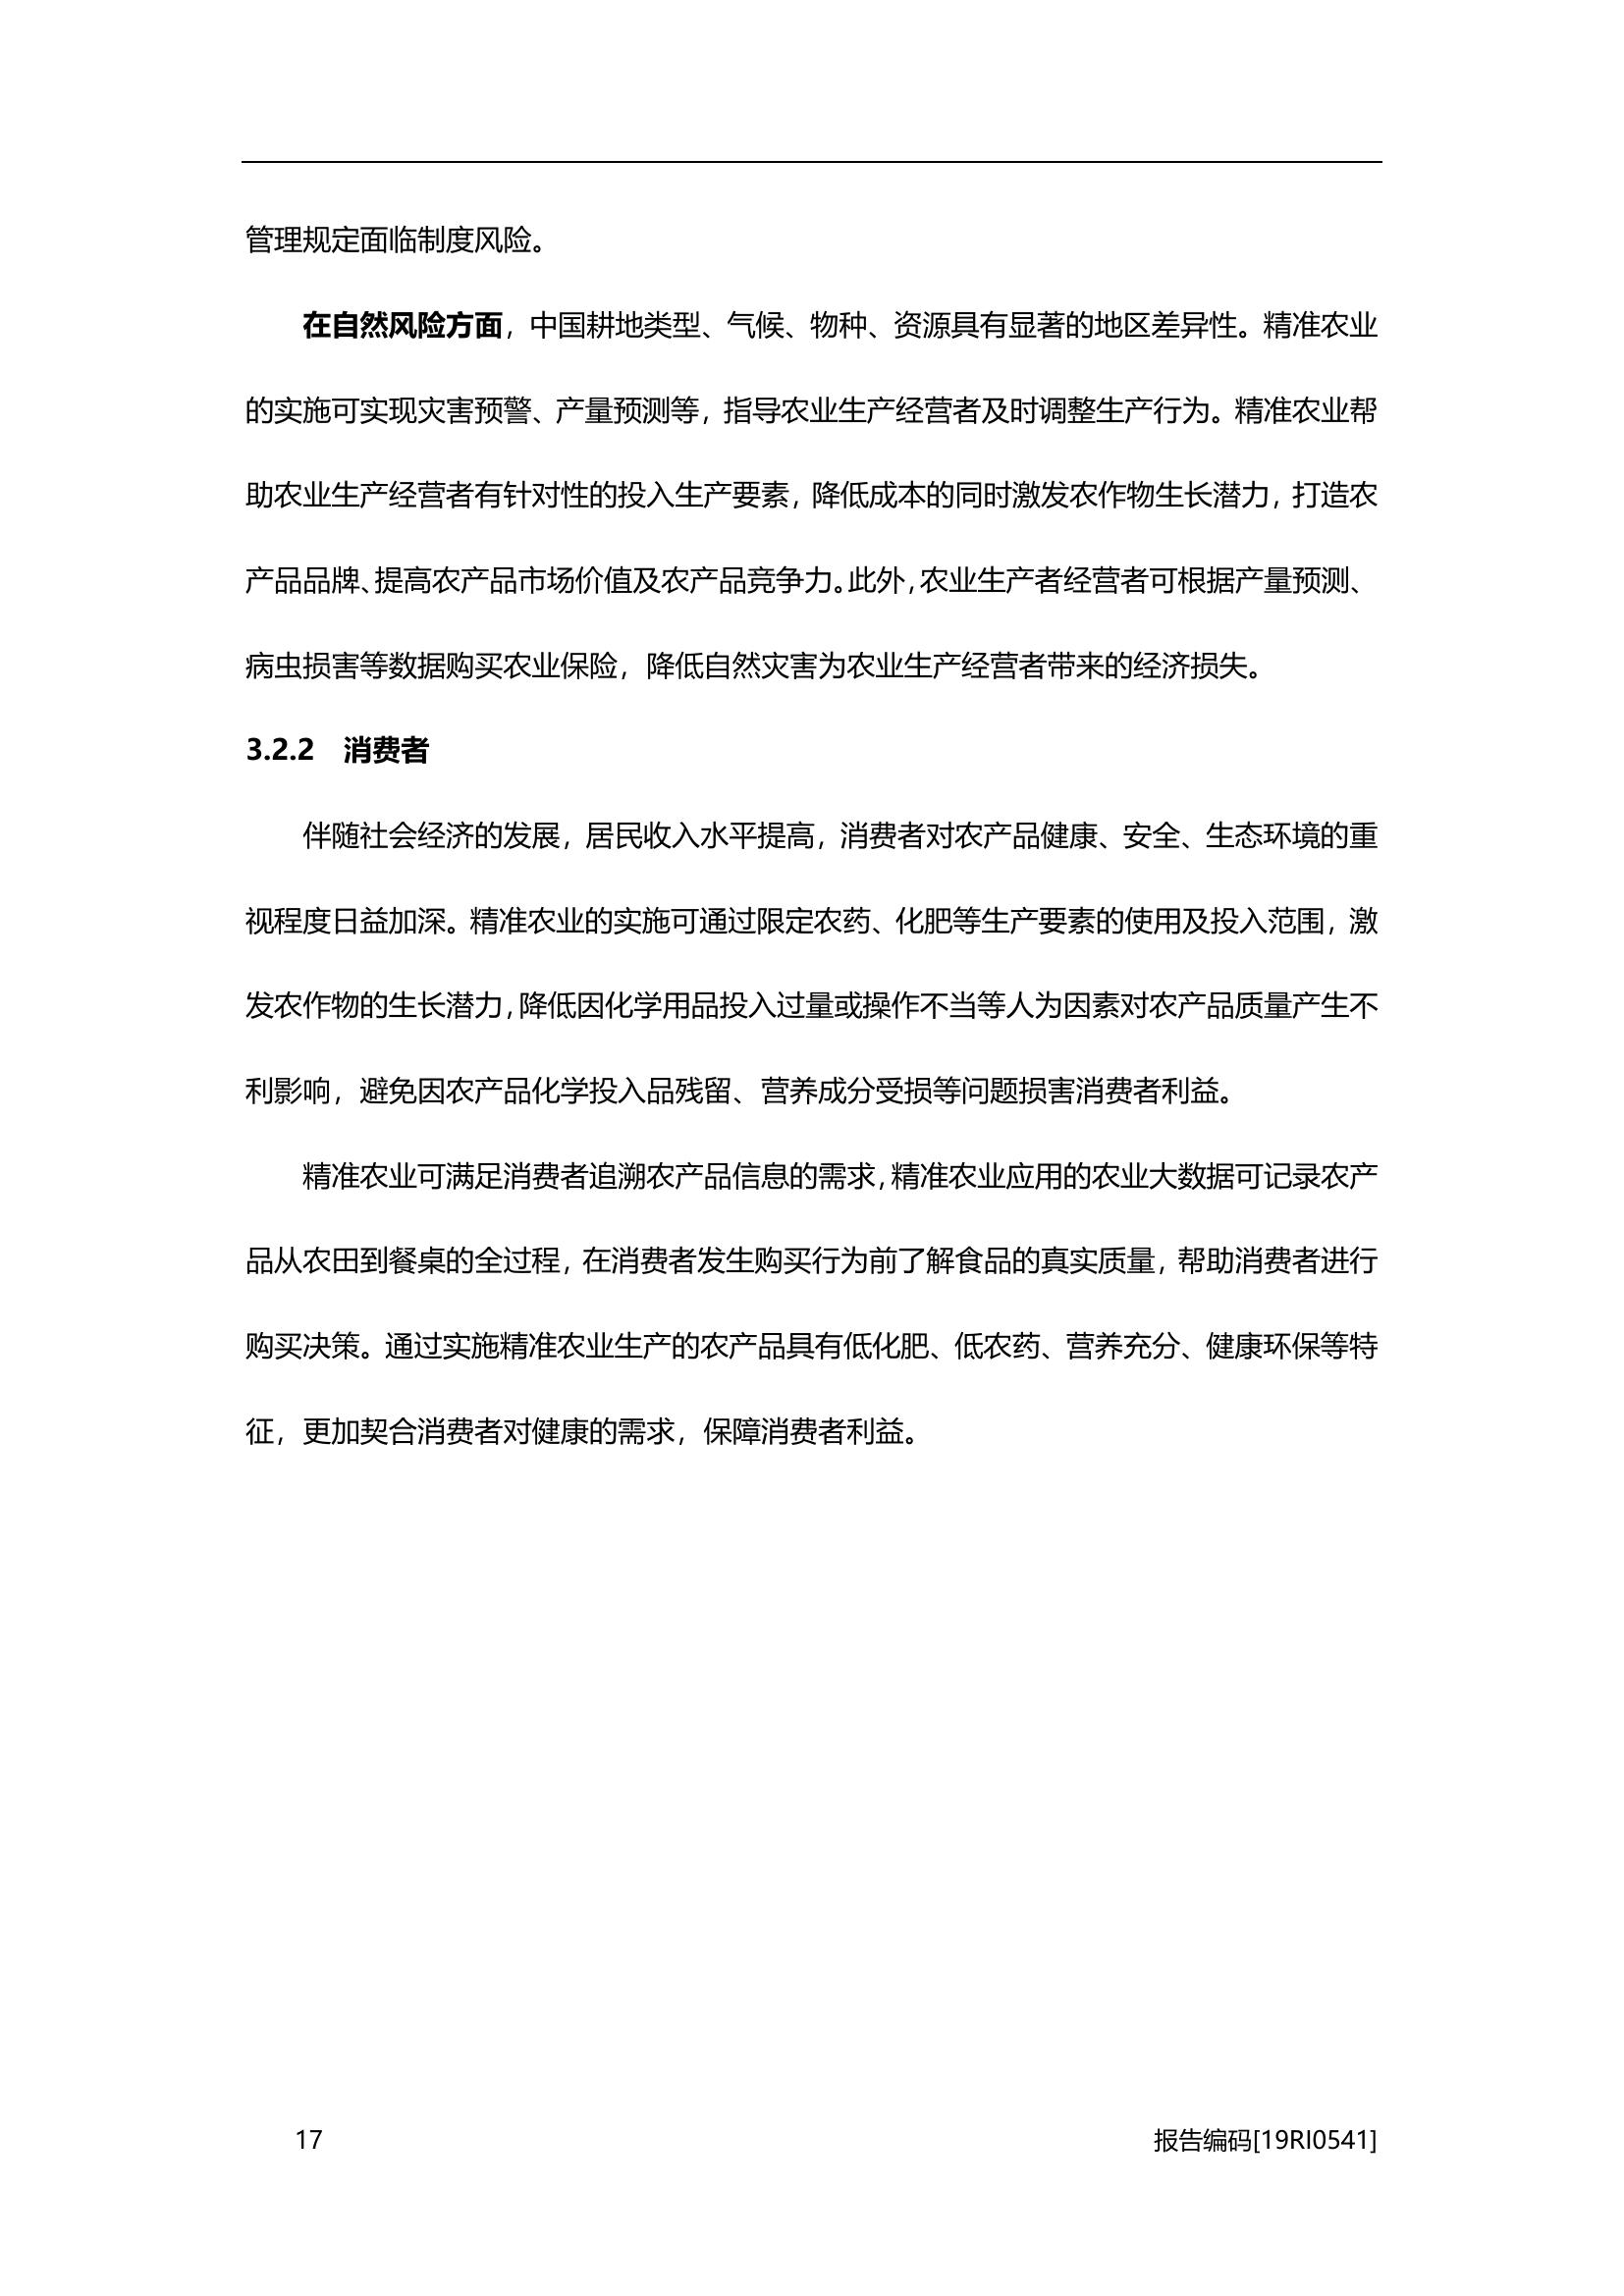 管理规定面临制度风险。
在自然风险方面，中国耕地类型、气候、物种、资源具有显著的地区差异性。精准农业
的实施可实现灾害预警、产量预测等，指导农业生产经营者及时调整生产行为。精准农业帮
助农业生产经营者有针对性的投入生产要素，降低成本的同时激发农作物生长潜力，打造农
产品品牌、提高农产品市场价值及农产品竞争力。此外，农业生产者经营者可根据产量预测、
病虫损害等数据购买农业保险，降低自然灾害为农业生产经营者带来的经济损失。
3.2.2 消费者
伴随社会经济的发展，居民收入水平提高，消费者对农产品健康、安全、生态环境的重
视程度日益加深。精准农业的实施可通过限定农药、化肥等生产要素的使用及投入范围，激
发农作物的生长潜力，降低因化学用品投入过量或操作不当等人为因素对农产品质量产生不
利影响，避免因农产品化学投入品残留、营养成分受损等问题损害消费者利益。
精准农业可满足消费者追溯农产品信息的需求，精准农业应用的农业大数据可记录农产
品从农田到餐桌的全过程，在消费者发生购买行为前了解食品的真实质量，帮助消费者进行
购买决策。通过实施精准农业生产的农产品具有低化肥、低农药、营养充分、健康环保等特
征，更加契合消费者对健康的需求，保障消费者利益。
17 报告编码[19RI0541]